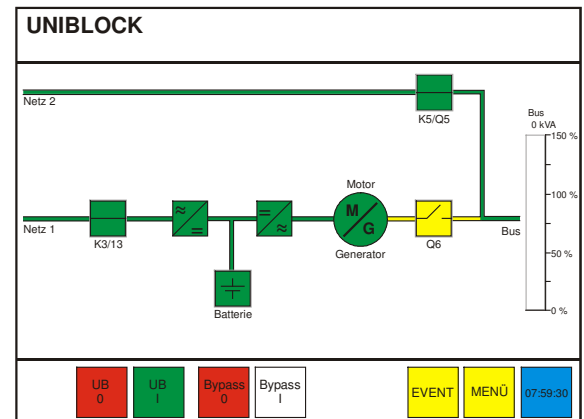 UNIBLOCK
Netz 2
K5/Q5
Bus
0 kVA
150 %
100 %
50 %
0 %
Motor
M
G
Generator
Netz 1
K3/13
≈
=
=
≈
Q6
Bus
Batterie
UB
0
UB
I
Bypass
0
Bypass
I
EVENT
MENÜ
07:59:30